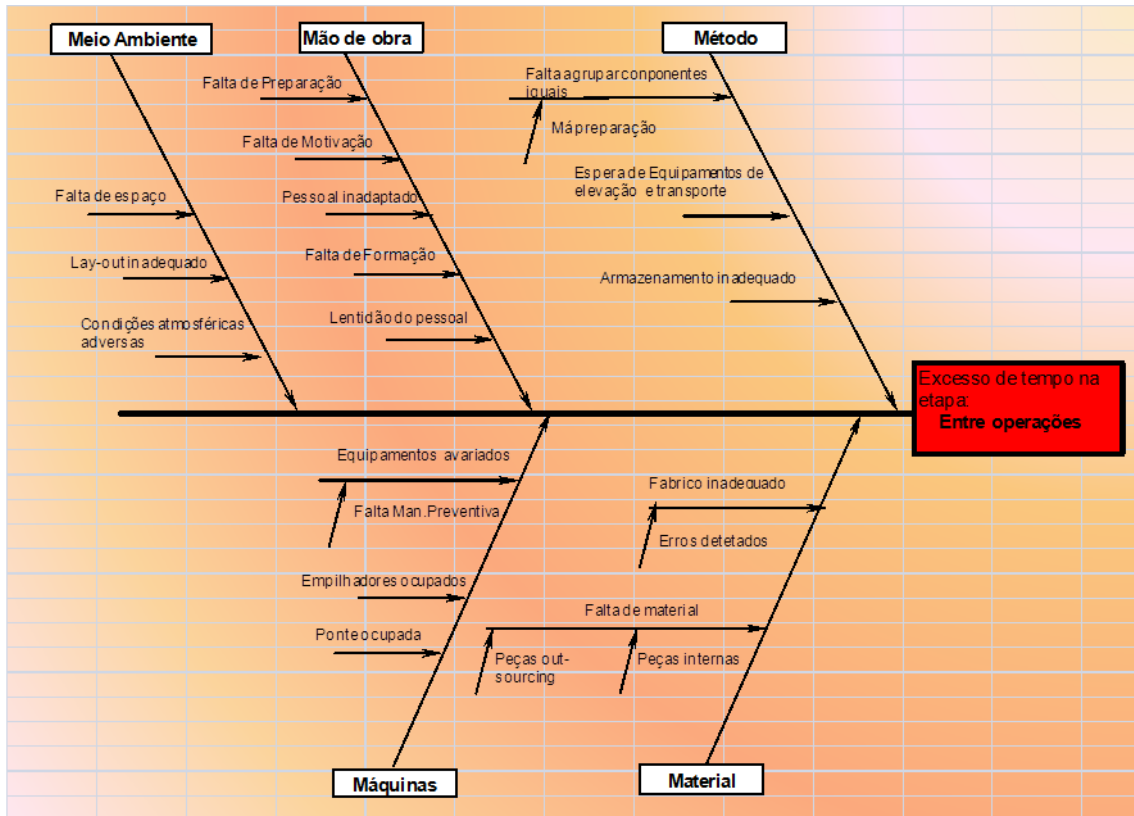 Meio Ambiente
Mão de obra
Método
Falta de Preparação
Falta de Motivação
Pessoal inadaptado
Falta de Formação
Lentidão do pessoal
Falta de espaço
Lay-out inadequado
Condições atmosféricas
adversas
Falta agrupar conponentes
iguais
Má preparação
Espera de Equipamentos de
elevação e transporte
Armazenamento inadequado
Excesso de tempo na
etapa:
Entre operações
Equipamentos avariados
Falta Man.Preventiva
Empilhadores ocupados
Ponte ocupada
Fabrico inadequado
Erros detetados
Falta de material
Peças out-
sourcing
Peças internas
Máquinas
Material